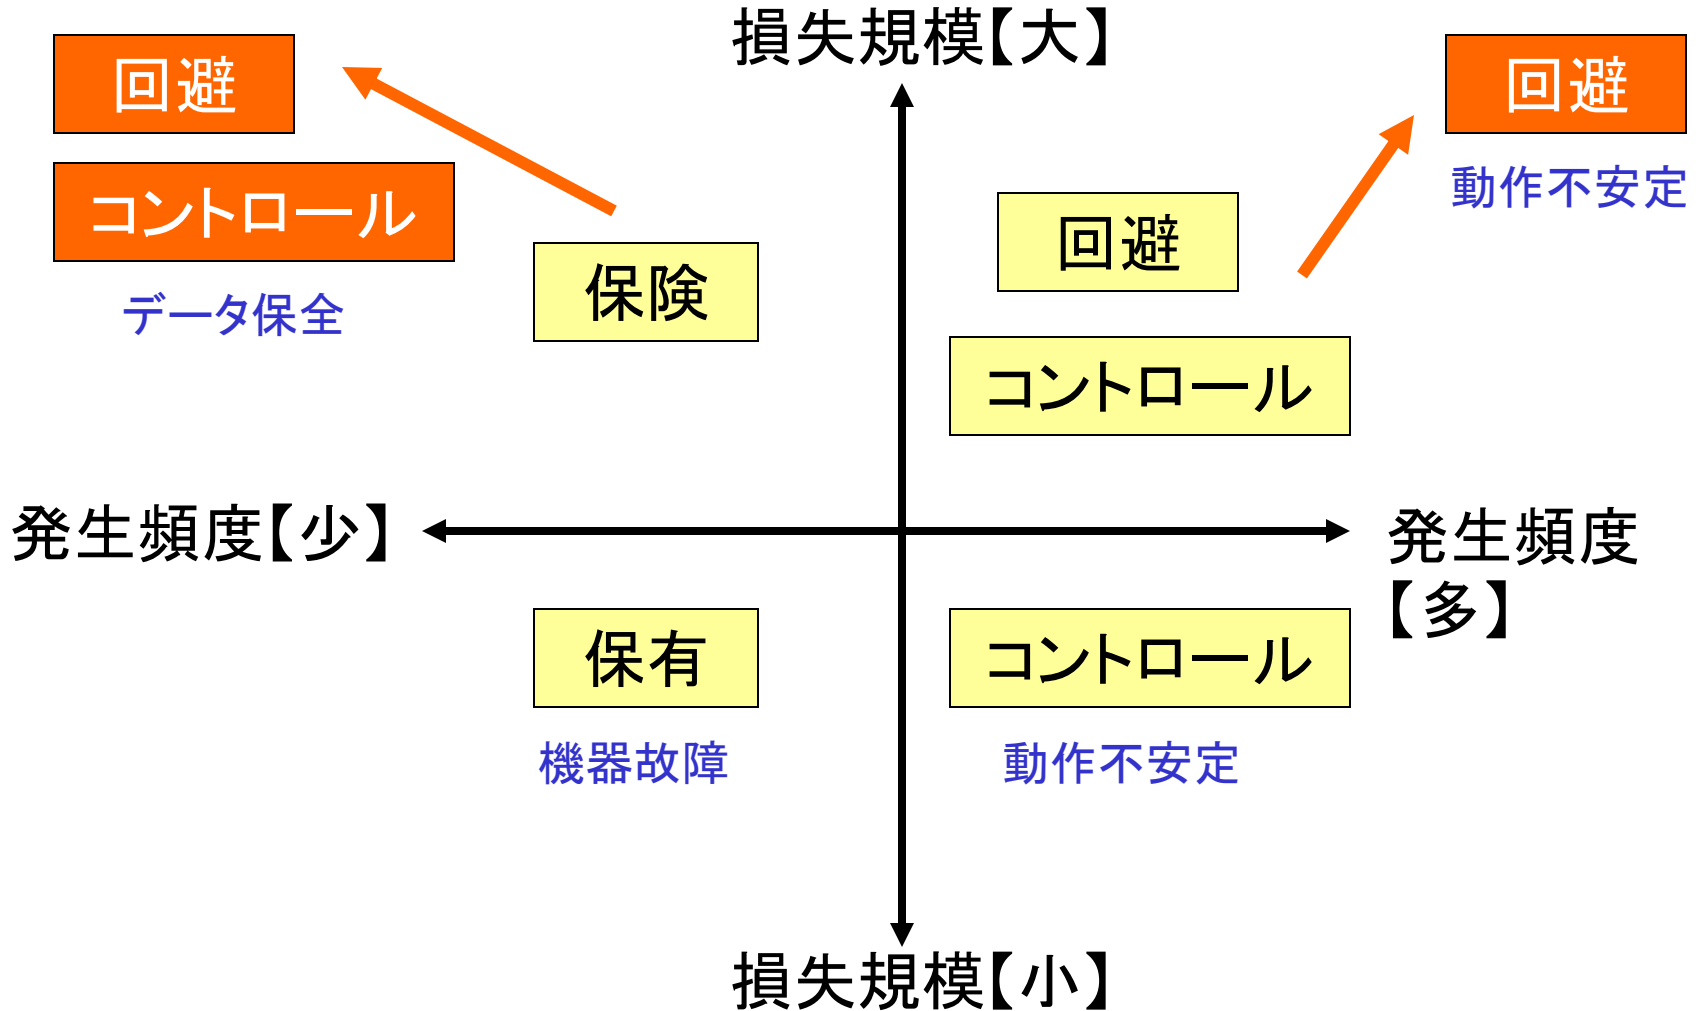 損失規模【大】
回避
コントロール
データ保全
保険
回避
コントロール
回避
動作不安定
発生頻度【少】
発生頻度
【多】
保有
機器故障
コントロール
動作不安定
損失規模【小】